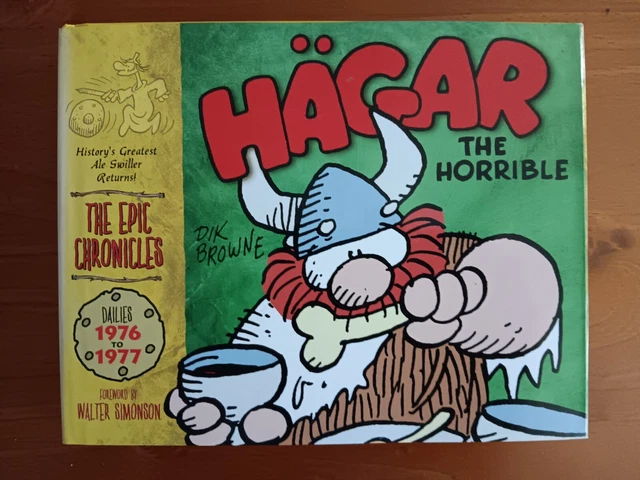 HÄGAR
THE
HORRIBLE
DIK
BROWNE
History's Greatest
Ale Swiller
Returns!
THE EPIC
CHRONICLES
DAILIES
1976
TO
1977
FOREWORD BY
WALTER SIMONSON